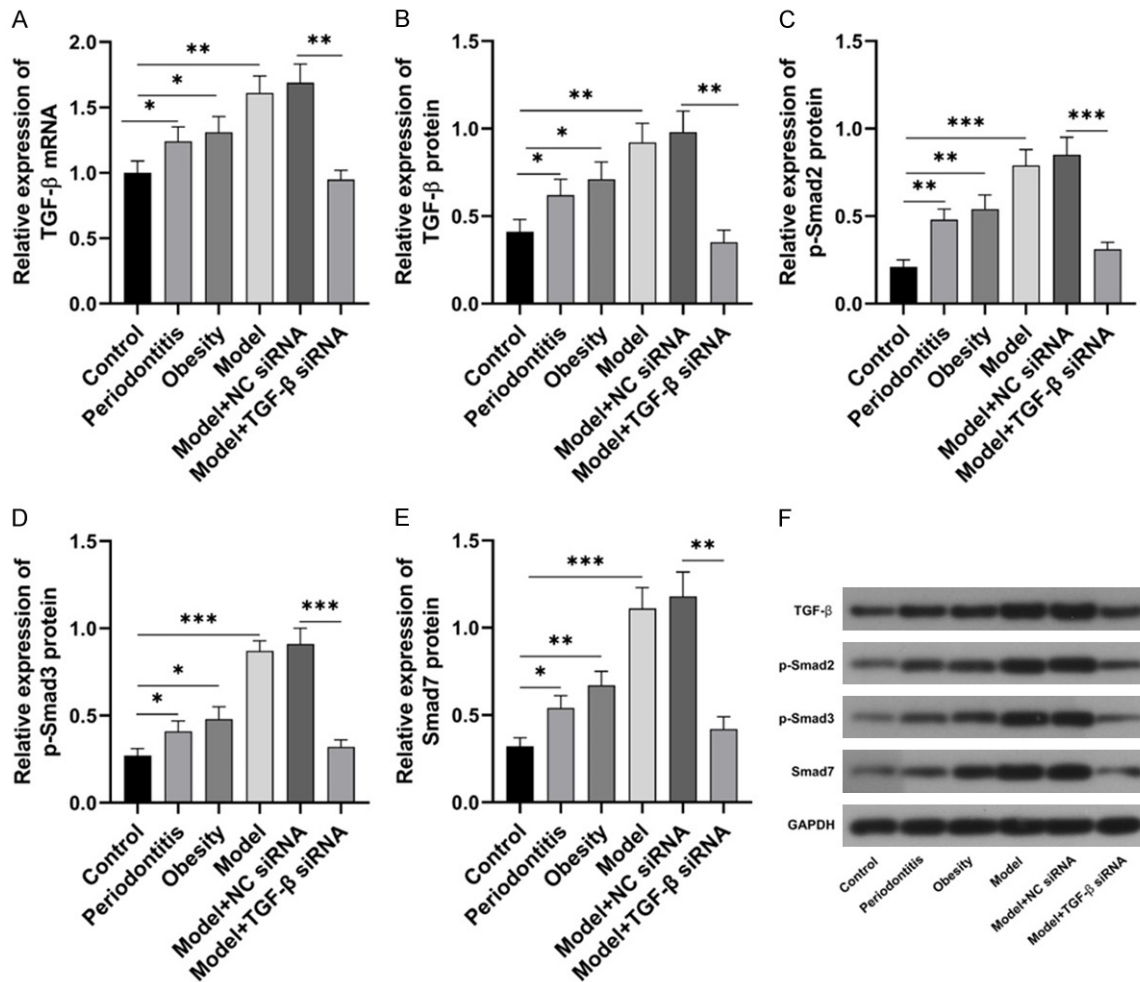 A
Relative expression of
TGF-β mRNA
2.0
1.5
1.0
0.5
0.0
*
*
**
**
Control
Periodontitis
Obesity
Model
Model+NC siRNA
Model+TGF-β siRNA
B
Relative expression of
TGF-β protein
1.5
1.0
0.5
0.0
*
*
**
**
Control
Periodontitis
Obesity
Model
Model+NC siRNA
Model+TGF-β siRNA
C
Relative expression of
p-Smad2 protein
1.5
1.0
0.5
0.0
**
**
***
***
Control
Periodontitis
Obesity
Model
Model+NC siRNA
Model+TGF-β siRNA
D
Relative expression of
p-Smad3 protein
1.5
1.0
0.5
0.0
*
*
***
***
Control
Periodontitis
Obesity
Model
Model+NC siRNA
Model+TGF-β siRNA
E
Relative expression of
Smad7 protein
1.5
1.0
0.5
0.0
*
**
***
**
Control
Periodontitis
Obesity
Model
Model+NC siRNA
Model+TGF-β siRNA
F
TGF-β
p-Smad2
p-Smad3
Smad7
GAPDH
Control
Periodontitis
Obesity
Model
Model+NC siRNA
Model+TGF-β siRNA